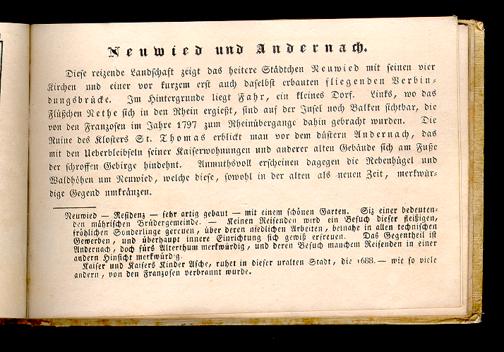 Neuwied und Andernach.
Diese reizende Landschaft zeigt das heitere Städtchen Neuwied mit seinen vier
Kirchen und einer vor kurzem erst auch daselbst erbauten fliegenden Verbin-
dungsbrücke. Im Hintergrunde liegt Fahr, ein kleines Dorf. Links, wo das
Flüßchen Nethe sich in den Rhein ergießt, sind auf der Insel noch Balken sichtbar, die
von den Franzosen im Jahre 1797 zum Rheinübergange dahin gebracht wurden. Die
Ruine des Klosters St. Thomas erblickt man vor dem düstern Andernach, das
mit den Ueberbleibseln seiner Kaiserwohnungen und anderer alten Gebäude sich am Fuße
der schroffen Gebirge hindehnt. Anmuthsvoll erscheinen dagegen die Rebenhügel und
Waldhöhen um Neuwied, welche diese, sowohl in der alten als neuen Zeit, merkwür-
dige Gegend umkränzen.
Neuwied — Residenz — sehr artig gebaut — mit einem schönen Garten. Siz einer bedeuten-
den mährischen Brüdergemeinde. — Keinen Reisenden wird ein Besuch dieser fleißigen,
fröhlichen Sonderlinge gereuen, über deren niedlichen Arbeiten, beinahe in allen technischen
Gewerben, und überhaupt innere Einrichtung sich gewiß erfreuen. Das Gegentheil ist
Andernach, doch fürs Alterthum merkwürdig, und deren Besuch manchem Reisenden in einer
andern Hinsicht merkwürdig.
Kaiser und Kaisers Kinder Asche, ruhet in dieser uralten Stadt, die 1688. — wie so viele
andern, von den Franzosen verbrannt wurde.